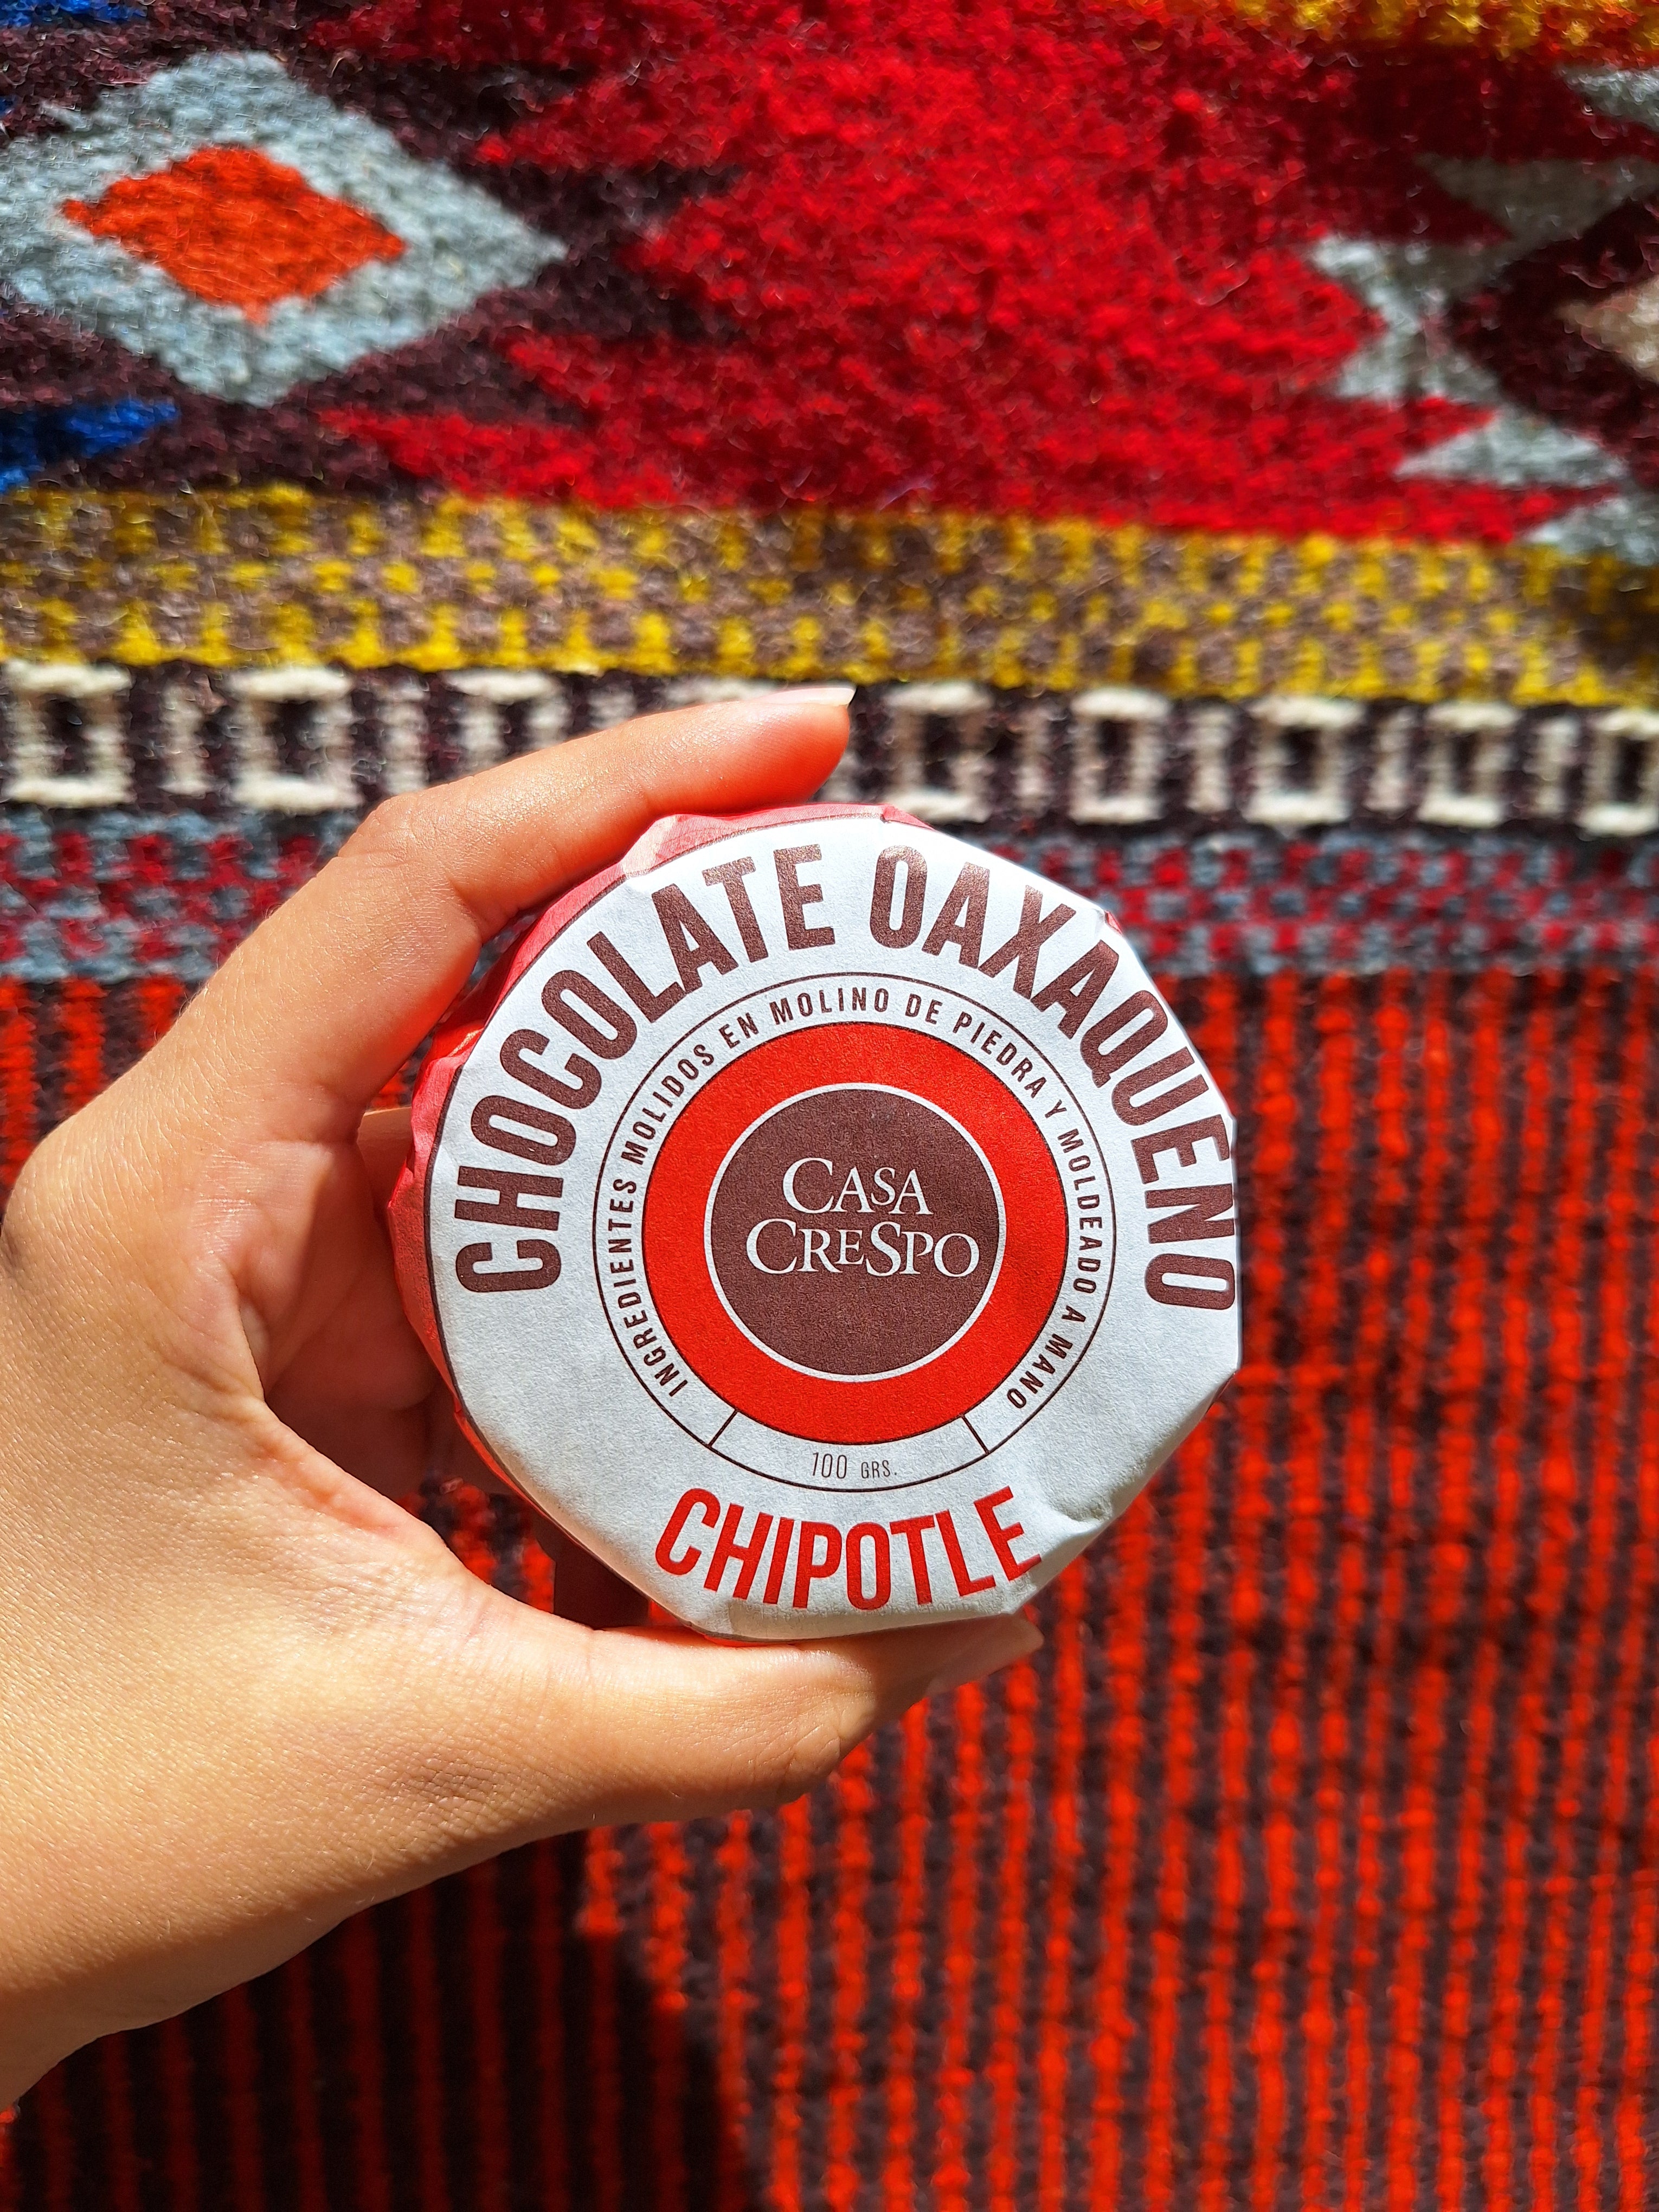 CHOCOLATE OAXAQUENO
INGREDIENTES MOLIDOS EN MOLINO DE PIEDRA Y MOLDEADO A MANO
CASA
CRESPO
100 GRS.
CHIPOTLE